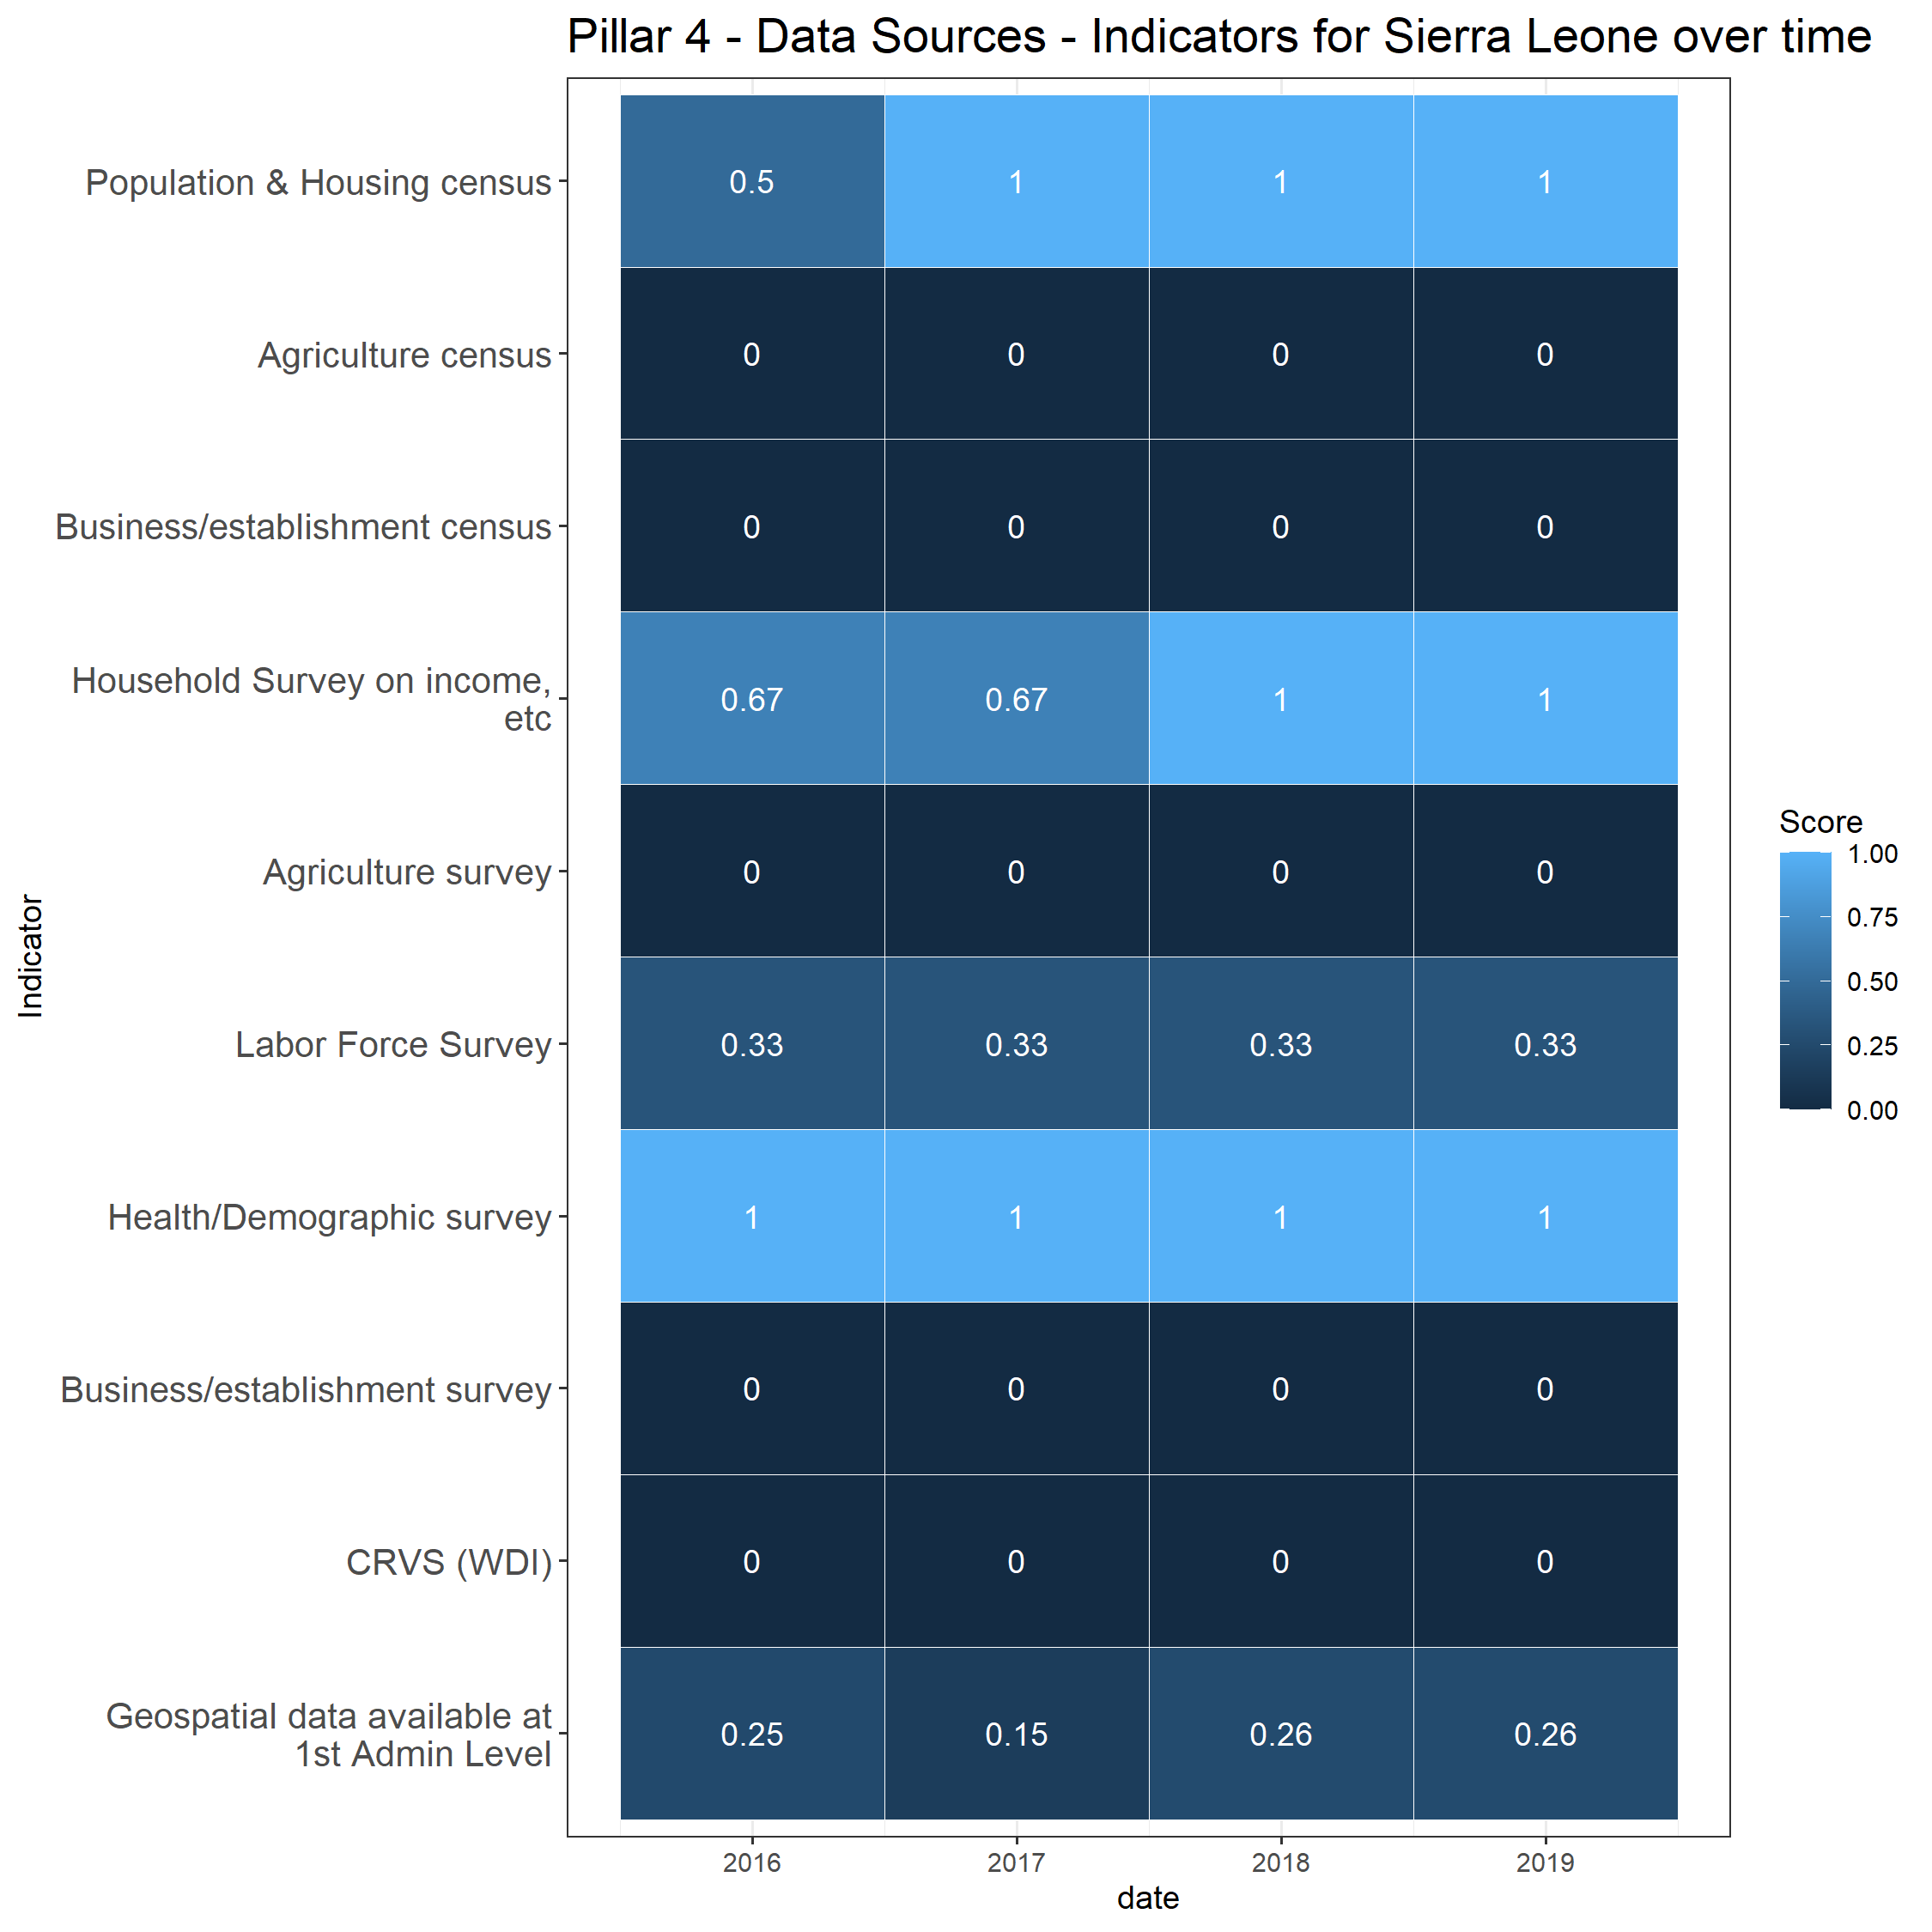 Pillar 4 - Data Sources - Indicators for Sierra Leone over time
Population & Housing census
0.5 1 1 1
Agriculture census
0 0 0 0
Business/establishment census
0 0 0 0
Household Survey on income,
etc
0.67 0.67 1 1
Agriculture survey
0 0 0 0
Labor Force Survey
0.33 0.33 0.33 0.33
Health/Demographic survey
1 1 1 1
Business/establishment survey
0 0 0 0
CRVS (WDI)
0 0 0 0
Geospatial data available at
1st Admin Level
0.25 0.15 0.26 0.26
2016 2017 2018 2019
date
Indicator
Score
1.00
0.75
0.50
0.25
0.00